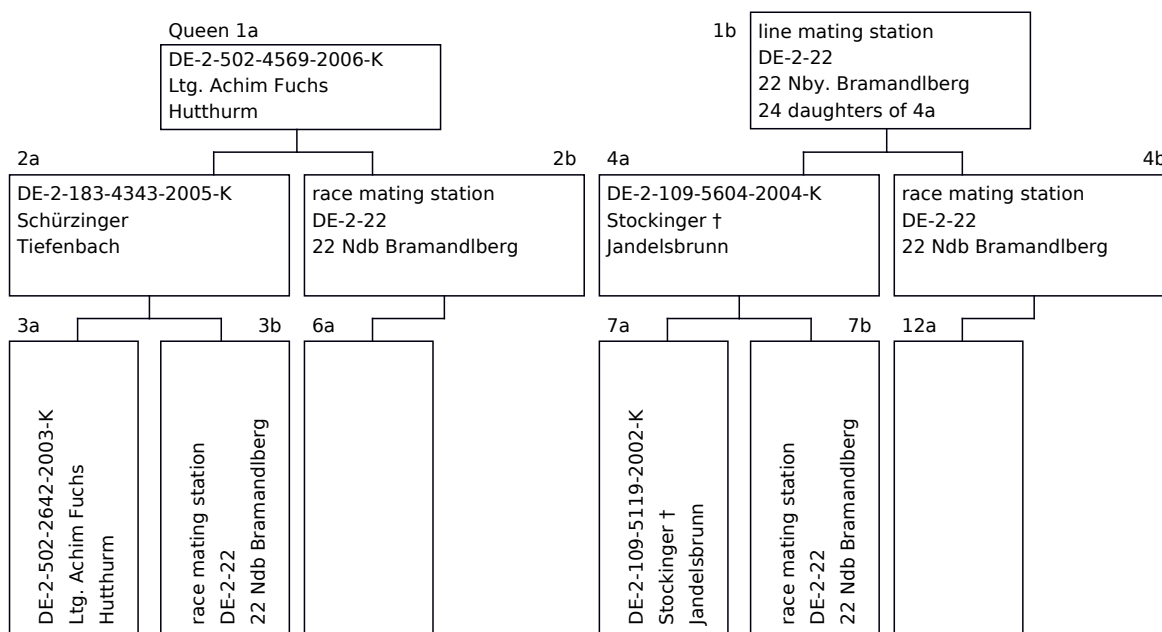 Queen 1a
DE-2-502-4569-2006-K
Ltg. Achim Fuchs
Hutthurm
1b
line mating station
DE-2-22
22 Nby. Bramandlberg
24 daughters of 4a
2a
DE-2-183-4343-2005-K
Schürzinger
Tiefenbach
2b
race mating station
DE-2-22
22 Ndb Bramandlberg
4a
DE-2-109-5604-2004-K
Stockinger †
Jandelsbrunn
4b
race mating station
DE-2-22
22 Ndb Bramandlberg
3a
DE-2-502-2642-2003-K
Ltg. Achim Fuchs
Hutthurm
3b
race mating station
DE-2-22
22 Ndb Bramandlberg
6a
7a
DE-2-109-5119-2002-K
Stockinger †
Jandelsbrunn
7b
race mating station
DE-2-22
22 Ndb Bramandlberg
12a